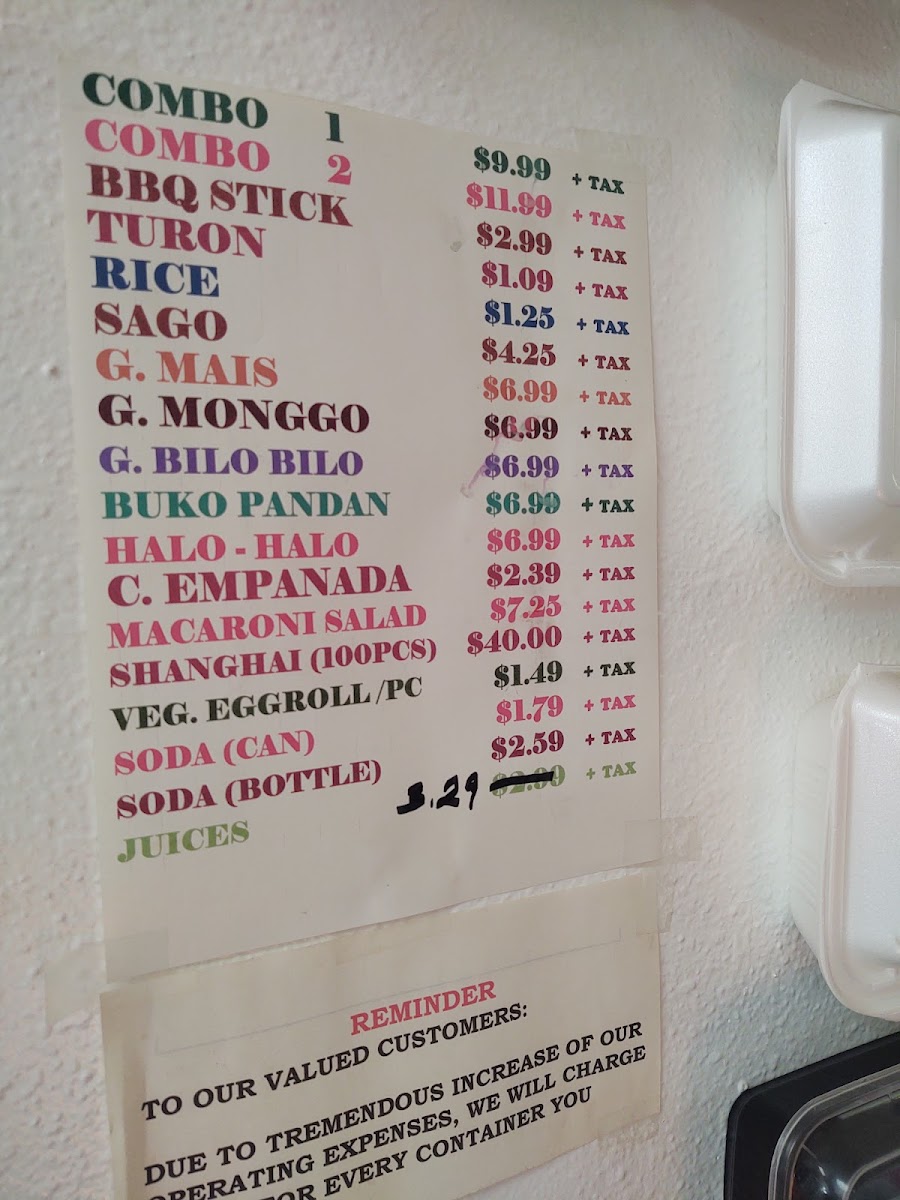 COMBO 1 $9.99 + TAX
COMBO 2 $11.99 + TAX
BBQ STICK $2.99 + TAX
TURON $1.09 + TAX
RICE $1.25 + TAX
SAGO $4.25 + TAX
G. MAIS $6.99 + TAX
G. MONGGO $6.99 + TAX
G. BILO BILO $6.99 + TAX
BUKO PANDAN $6.99 + TAX
HALO - HALO $6.99 + TAX
C. EMPANADA $2.39 + TAX
MACARONI SALAD $7.25 + TAX
SHANGHAI (100PCS) $40.00 + TAX
VEG. EGGROLL /PC $1.49 + TAX
SODA (CAN) $1.79 + TAX
SODA (BOTTLE) $2.59 + TAX
JUICES 3.29 $2.99 + TAX
REMINDER
TO OUR VALUED CUSTOMERS:
DUE TO TREMENDOUS INCREASE OF OUR
OPERATING EXPENSES, WE WILL CHARGE
FOR EVERY CONTAINER YOU